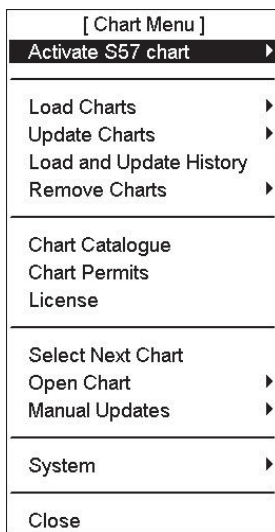 [ Chart Menu ]
Activate S57 chart
Load Charts
Update Charts
Load and Update History
Remove Charts
Chart Catalogue
Chart Permits
License
Select Next Chart
Open Chart
Manual Updates
System
Close